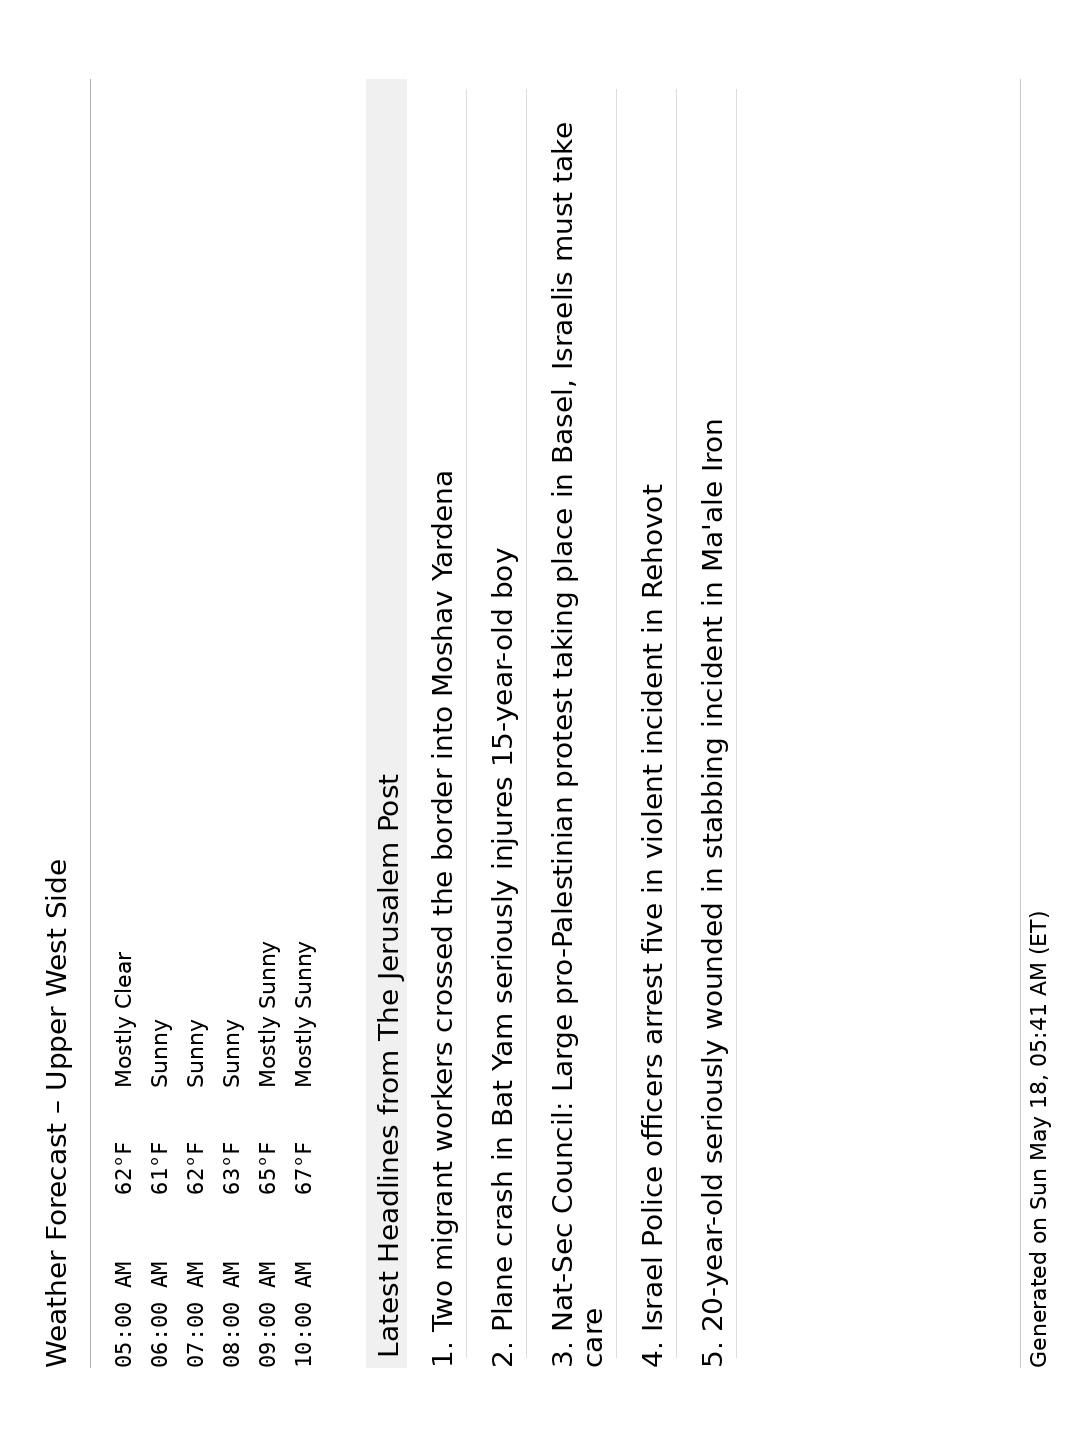 Weather Forecast – Upper West Side
05:00 AM 62°F Mostly Clear
06:00 AM 61°F Sunny
07:00 AM 62°F Sunny
08:00 AM 63°F Sunny
09:00 AM 65°F Mostly Sunny
10:00 AM 67°F Mostly Sunny
Latest Headlines from The Jerusalem Post
1. Two migrant workers crossed the border into Moshav Yardena
2. Plane crash in Bat Yam seriously injures 15-year-old boy
3. Nat-Sec Council: Large pro-Palestinian protest taking place in Basel, Israelis must take
care
4. Israel Police officers arrest five in violent incident in Rehovot
5. 20-year-old seriously wounded in stabbing incident in Ma'ale Iron
Generated on Sun May 18, 05:41 AM (ET)